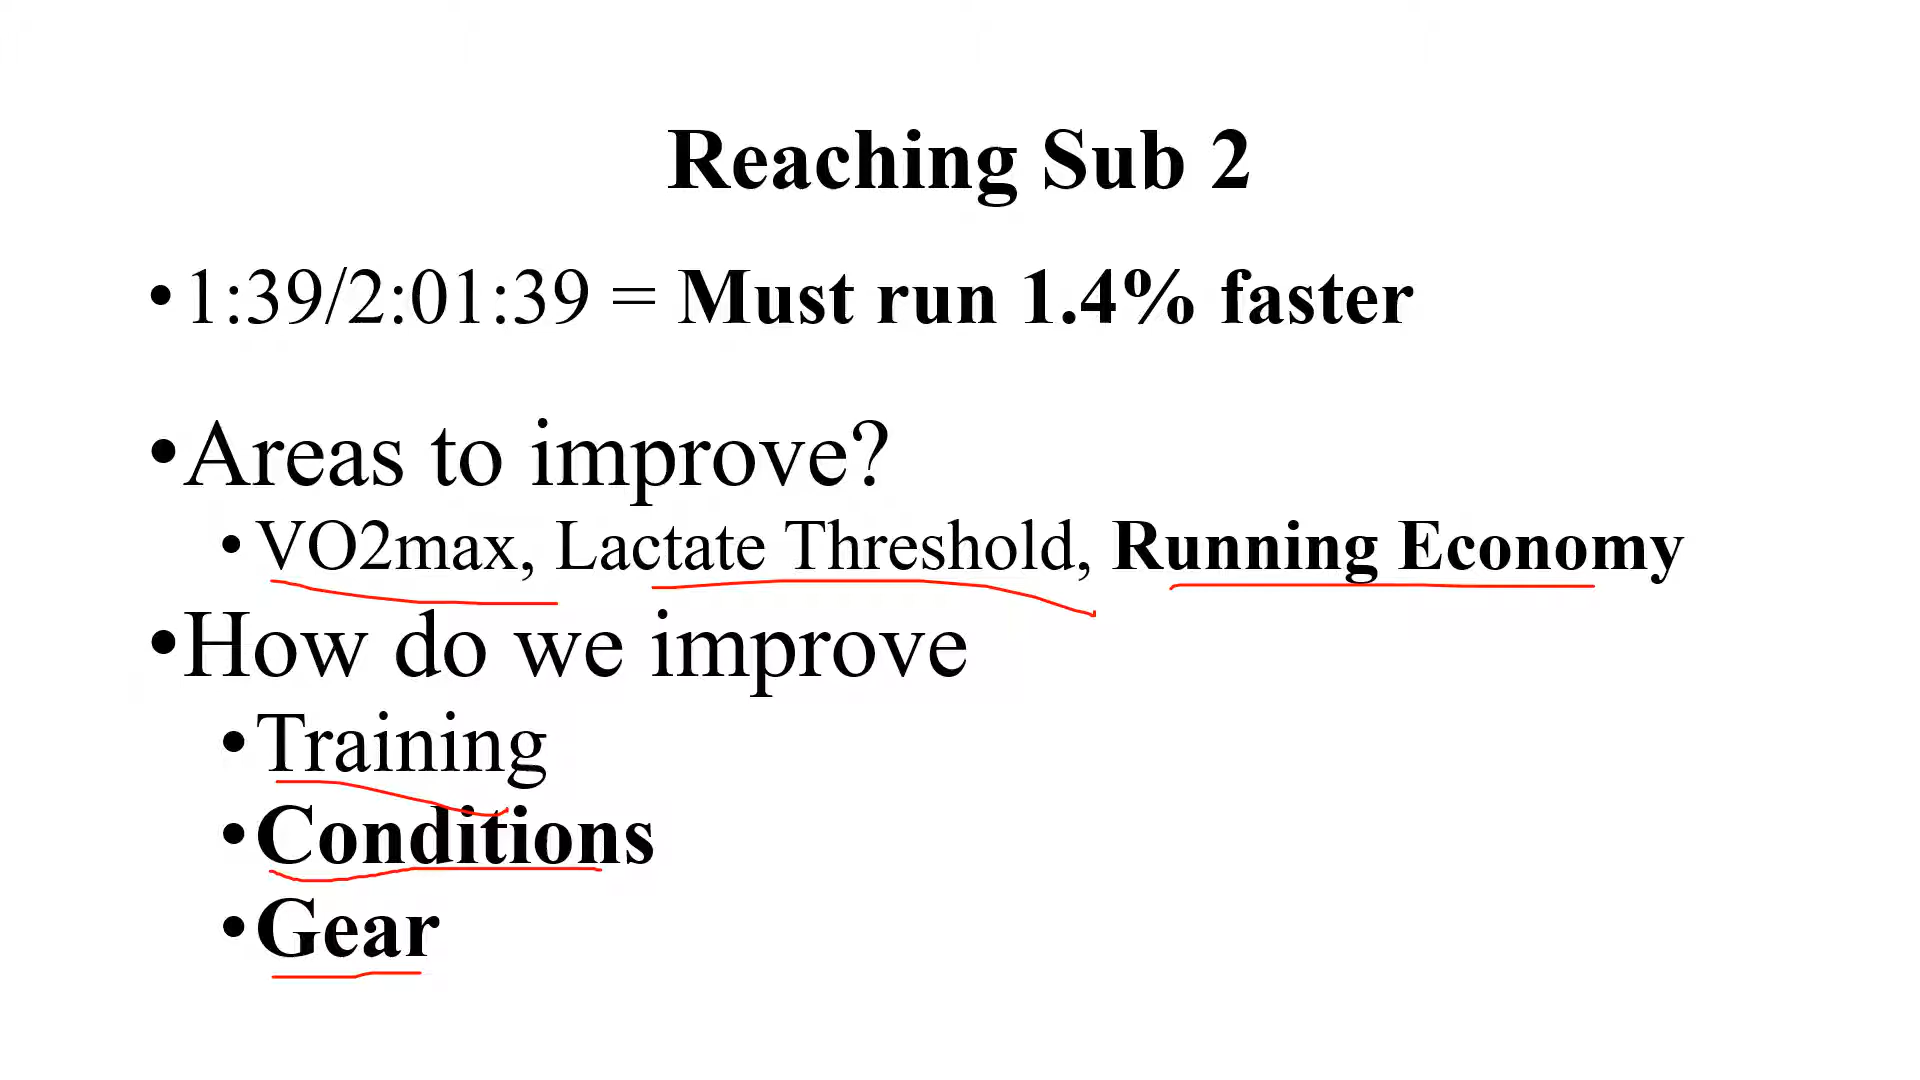 Reaching Sub 2
•1:39/2:01:39 = Must run 1.4% faster
•Areas to improve?
•VO2max, Lactate Threshold, Running Economy
•How do we improve
•Training
•Conditions
•Gear